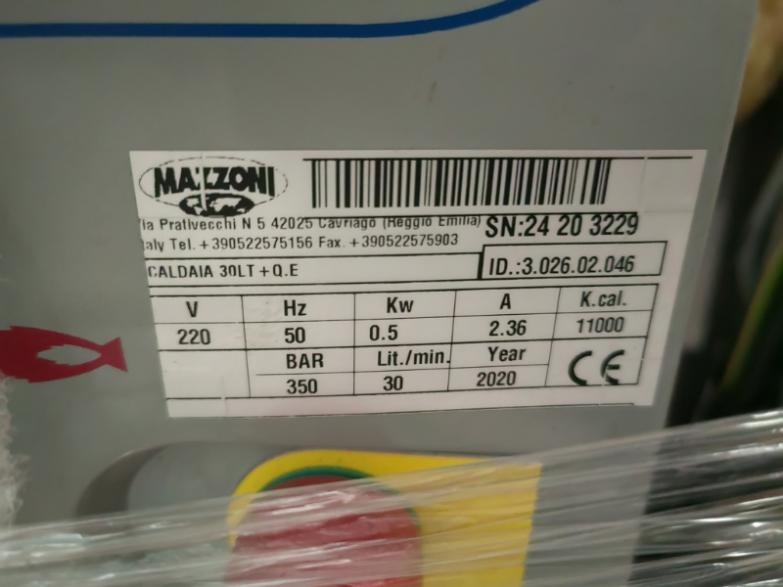 MAZZONI
Via Prativecchi N 5 42025 Cavriago (Reggio Emilia)
Italy Tel. +390522575156 Fax. +390522575903
SN:24 20 3229
CALDAIA 30LT + Q.E
ID.:3.026.02.046
V Hz Kw A K.cal.
220 50 0.5 2.36 11000
BAR Lit./min. Year
350 30 2020
CE